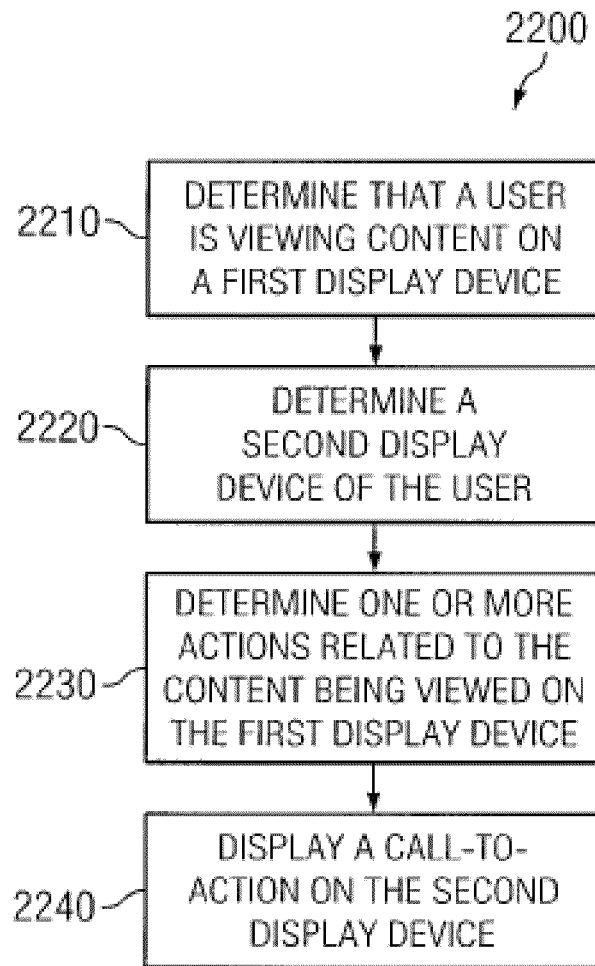 2200
2210
DETERMINE THAT A USER
IS VIEWING CONTENT ON
A FIRST DISPLAY DEVICE
2220
DETERMINE A
SECOND DISPLAY
DEVICE OF THE USER
2230
DETERMINE ONE OR MORE
ACTIONS RELATED TO THE
CONTENT BEING VIEWED ON
THE FIRST DISPLAY DEVICE
2240
DISPLAY A CALL-TO-
ACTION ON THE SECOND
DISPLAY DEVICE